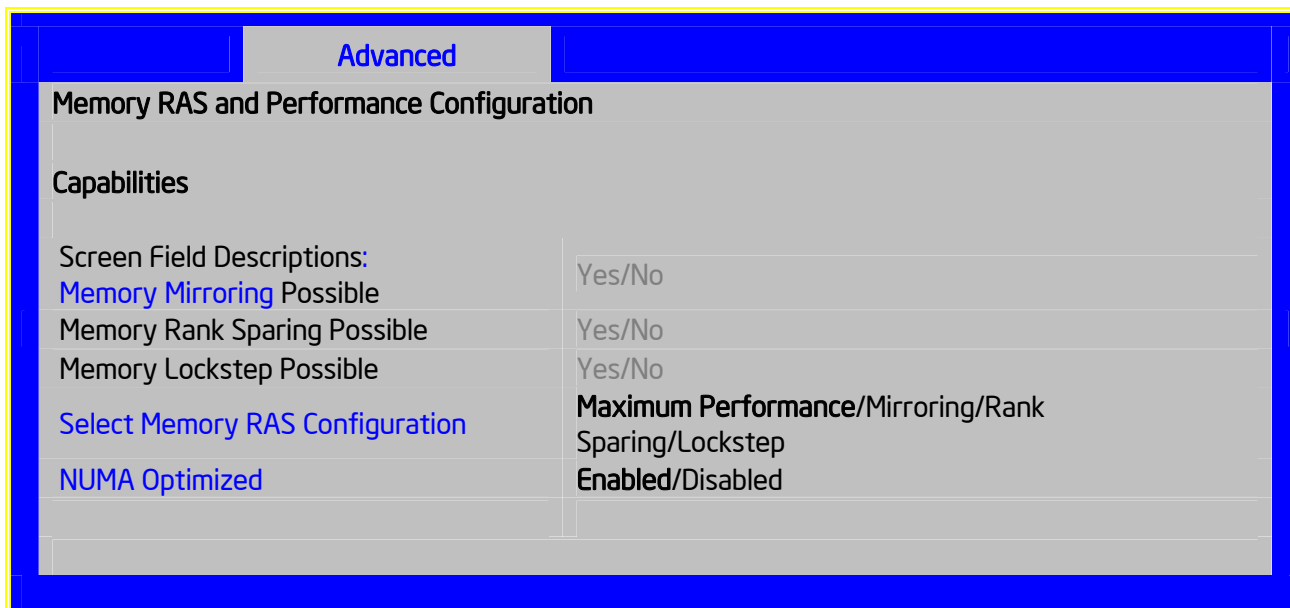 Advanced
Memory RAS and Performance Configuration
Capabilities
Screen Field Descriptions:
Memory Mirroring Possible
Yes/No
Memory Rank Sparing Possible
Yes/No
Memory Lockstep Possible
Yes/No
Select Memory RAS Configuration
Maximum Performance/Mirroring/Rank
Sparing/Lockstep
NUMA Optimized
Enabled/Disabled